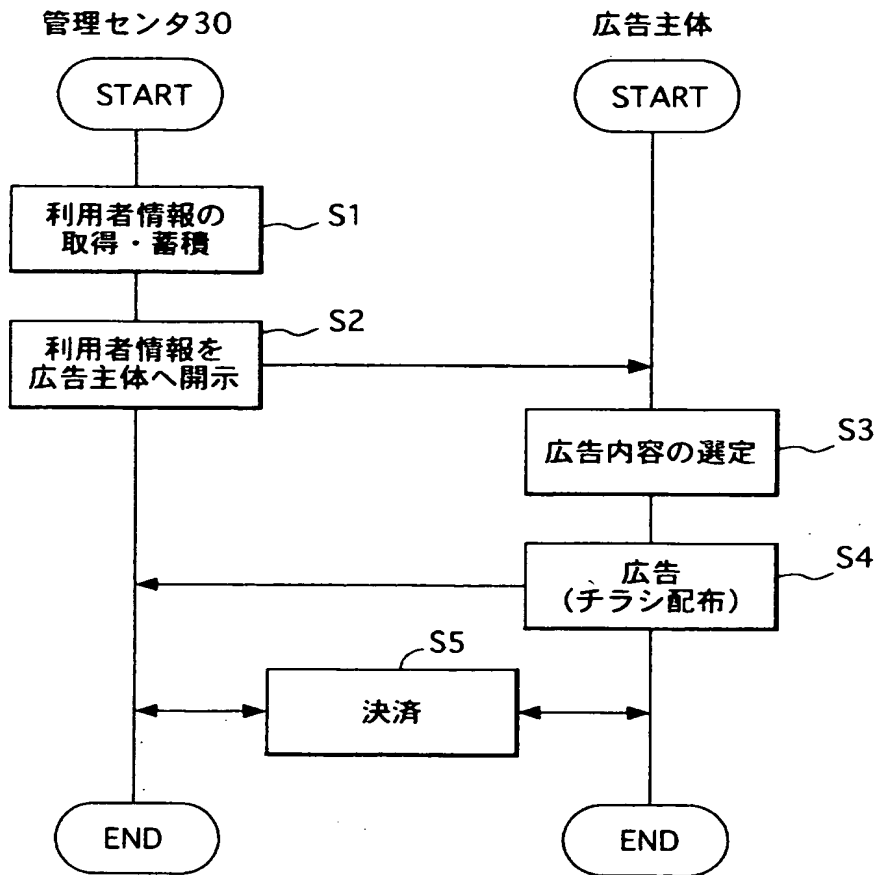 管理センタ30
広告主体
START
START
利用者情報の
取得・蓄積
S1
利用者情報を
広告主体へ開示
S2
広告内容の選定
S3
広告
(チラシ配布)
S4
S5
決済
END
END